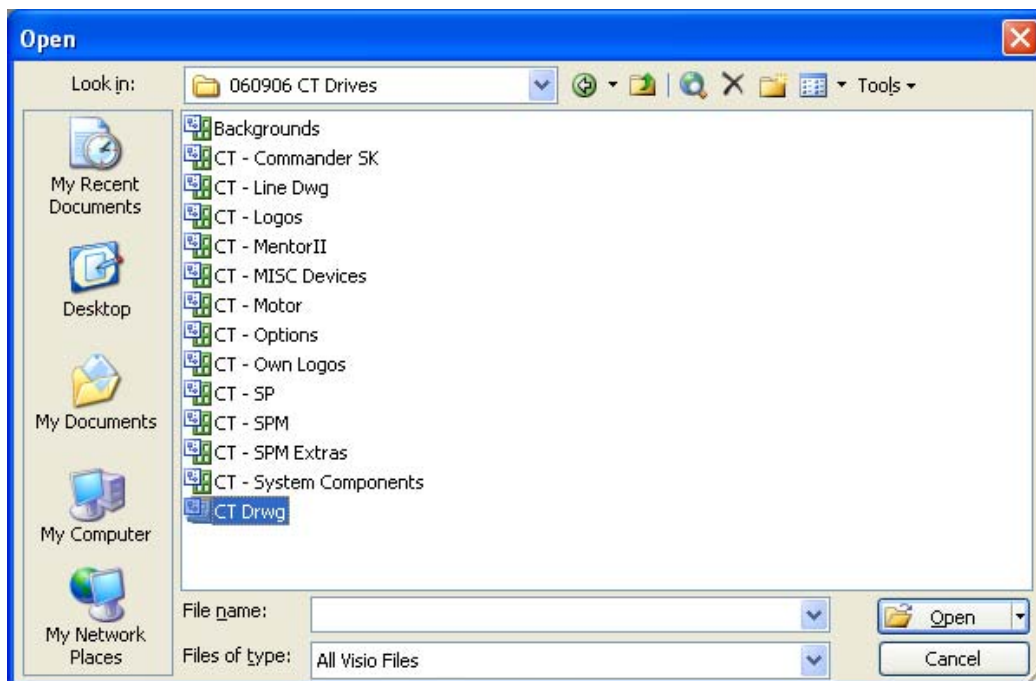 Open
Look in:
060906 CT Drives
Tools
My Recent
Documents
Desktop
My Documents
My Computer
My Network
Places
Backgrounds
CT - Commander SK
CT - Line Dwg
CT - Logos
CT - MentorII
CT - MISC Devices
CT - Motor
CT - Options
CT - Own Logos
CT - SP
CT - SPM
CT - SPM Extras
CT - System Components
CT Drwg
File name:
Open
Files of type:
All Visio Files
Cancel